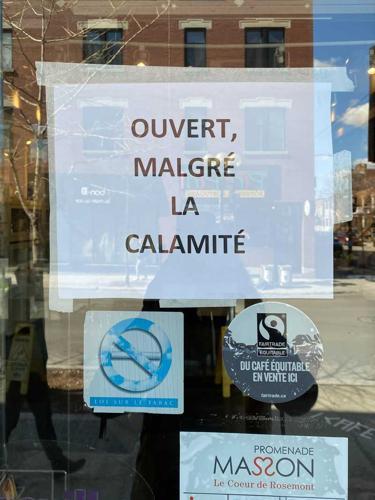 OUVERT,
MALGRÉ
LA
CALAMITÉ
LOI SUR LE TABAC
FAIRTRADE
ÉQUITABLE
DU CAFÉ ÉQUITABLE
EN VENTE ICI
fairtrade.ca
PROMENADE
MASSON
Le Coeur de Rosemont